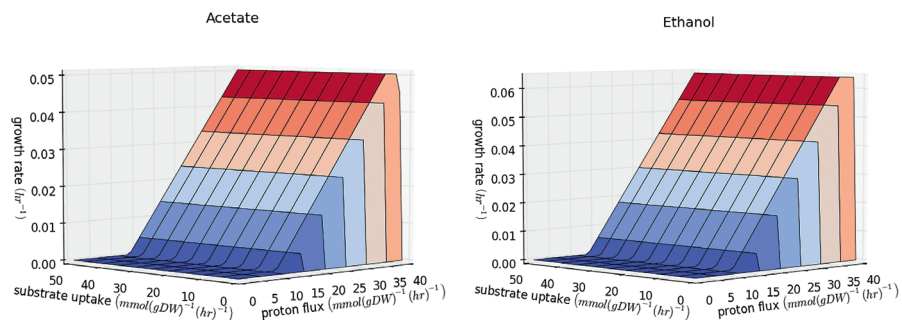 Acetate
0.05
0.04
0.03
0.02
0.01
0.00
growth rate (hr⁻¹)
50 40 30 20 10 0
substrate uptake (mmol(gDW)⁻¹(hr)⁻¹
0 5 10 15 20 25 30 35 40
proton flux (mmol(gDW)⁻¹(hr)⁻¹
Ethanol
0.06
0.05
0.04
0.03
0.02
0.01
0.00
growth rate (hr⁻¹)
50 40 30 20 10 0
substrate uptake (mmol(gDW)⁻¹(hr)⁻¹
0 5 10 15 20 25 30 35 40
proton flux (mmol(gDW)⁻¹(hr)⁻¹